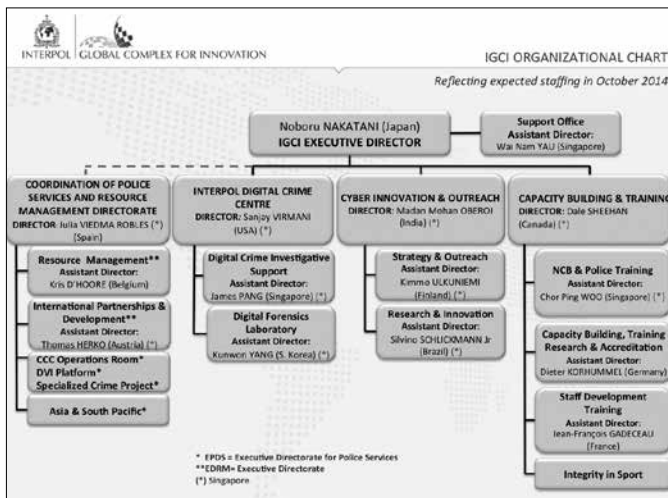 INTERPOL GLOBAL COMPLEX FOR INNOVATION
IGCI ORGANIZATIONAL CHART
Reflecting expected staffing in October 2014
Noboru NAKATANI (Japan)
IGCI EXECUTIVE DIRECTOR
Support Office
Assistant Director:
Wai Nam YAU (Singapore)
COORDINATION OF POLICE
SERVICES AND RESOURCE
MANAGEMENT DIRECTORATE
DIRECTOR: Julia VIEDMA ROBLES (*)
(Spain)
Resource Management**
Assistant Director:
Kris D'HOORE (Belgium)
International Partnerships &
Development**
Assistant Director:
Thomas HERKO (Austria) (*)
CCC Operations Room*
DVI Platform*
Specialized Crime Project*
Asia & South Pacific*
INTERPOL DIGITAL CRIME
CENTRE
DIRECTOR: Sanjay VIRMANI
(USA) (*)
Digital Crime Investigative
Support
Assistant Director:
James PANG (Singapore) (*)
Digital Forensics
Laboratory
Assistant Director:
Kunwon YANG (S. Korea) (*)
CYBER INNOVATION & OUTREACH
DIRECTOR: Madan Mohan OBEROI
(India) (*)
Strategy & Outreach
Assistant Director:
Kimmo ULKUNIEMI
(Finland) (*)
Research & Innovation
Assistant Director:
Silvino SCHLICKMANN Jr
(Brazil) (*)
CAPACITY BUILDING & TRAINING
DIRECTOR: Dale SHEEHAN
(Canada) (*)
NCB & Police Training
Assistant Director:
Chor Ping WOO (Singapore) (*)
Capacity Building, Training
Research & Accreditation
Assistant Director:
Dieter KORHUMMEL (Germany)
Staff Development
Training
Assistant Director:
Jean-François GADECEAU
(France)
Integrity in Sport
* EPDS = Executive Directorate for Police Services
**EDRM= Executive Directorate
(*) Singapore